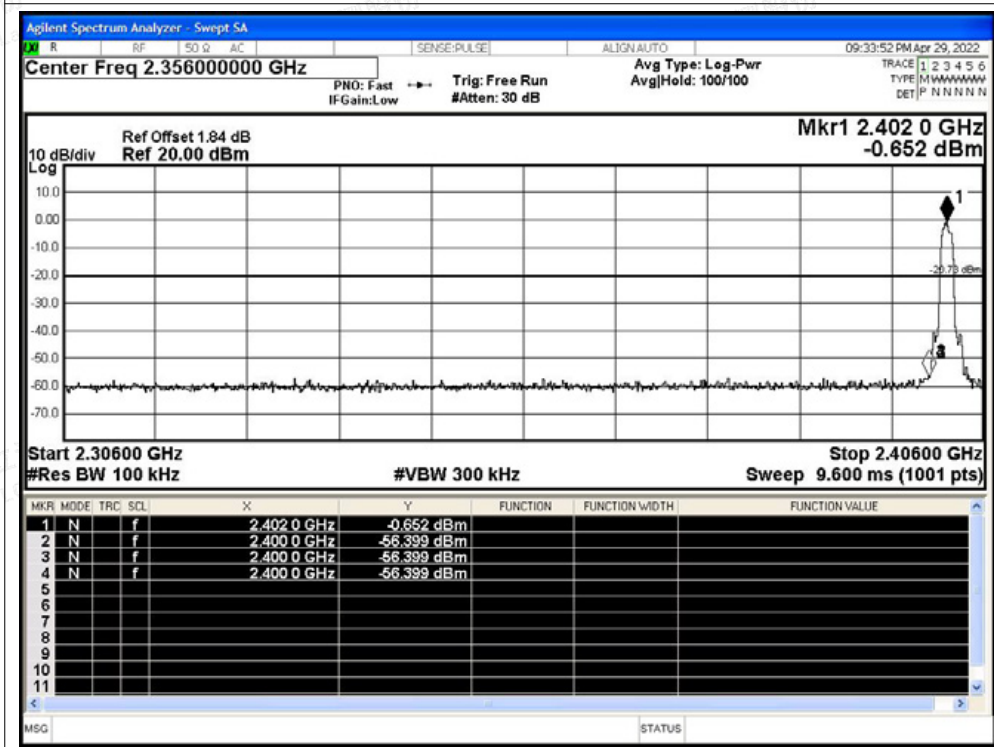 Agilent Spectrum Analyzer - Swept SA
LXI R RF 50 Ω AC SENSE:PULSE ALIGN AUTO 09:33:52 PM Apr 29, 2022
Center Freq 2.356000000 GHz
PNO: Fast
IFGain:Low
Trig: Free Run
#Atten: 30 dB
Avg Type: Log-Pwr
Avg|Hold: 100/100
TRACE 1 2 3 4 5 6
TYPE MWWWWW
DET P N N N N N
Mkr1 2.402 0 GHz
-0.652 dBm
Ref Offset 1.84 dB
10 dB/div Ref 20.00 dBm
Log
10.0
0.00
-10.0
-20.0
-30.0
-40.0
-50.0
-60.0
-70.0
1
-20.73 dBm
Start 2.30600 GHz Stop 2.40600 GHz
#Res BW 100 kHz #VBW 300 kHz Sweep 9.600 ms (1001 pts)
MKR MODE TRC SCL X Y FUNCTION FUNCTION WIDTH FUNCTION VALUE
1 N f 2.402 0 GHz -0.652 dBm
2 N f 2.400 0 GHz -56.399 dBm
3 N f 2.400 0 GHz -56.399 dBm
4 N f 2.400 0 GHz -56.399 dBm
5
6
7
8
9
10
11
MSG STATUS